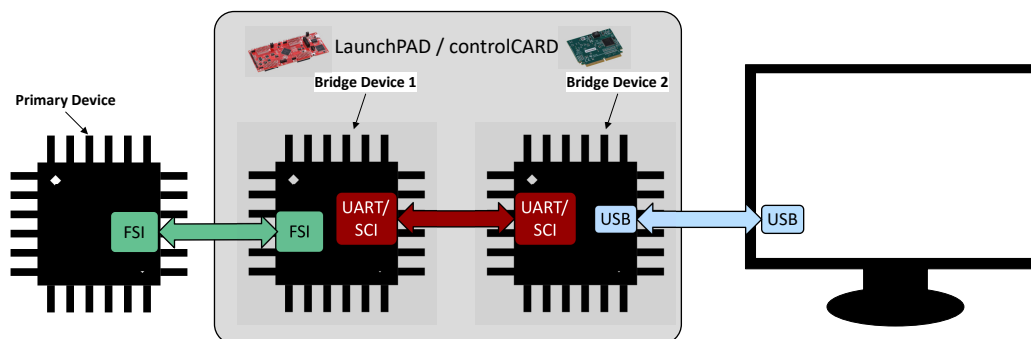 LaunchPAD / controlCARD
Primary Device
Bridge Device 1
Bridge Device 2
FSI
FSI
UART/
SCI
UART/
SCI
USB
USB